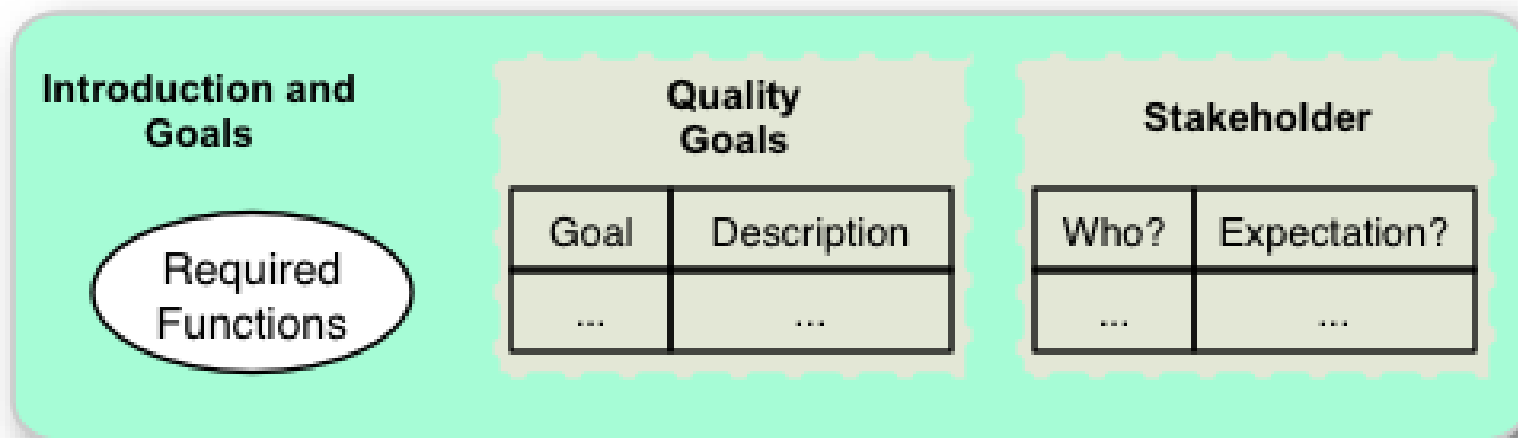 Introduction and
Goals
Required
Functions
Quality
Goals
Goal Description
... ...
Stakeholder
Who? Expectation?
... ...